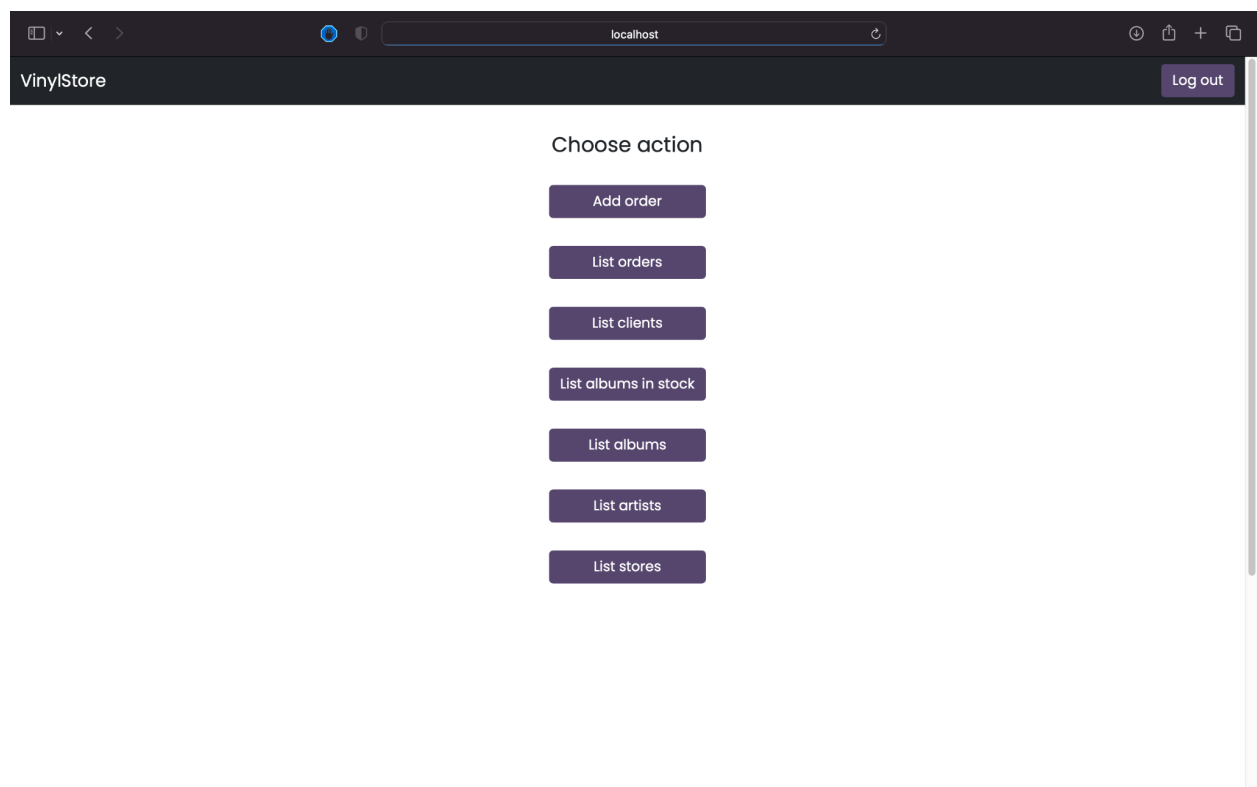 localhost
VinylStore
Log out
Choose action
Add order
List orders
List clients
List albums in stock
List albums
List artists
List stores